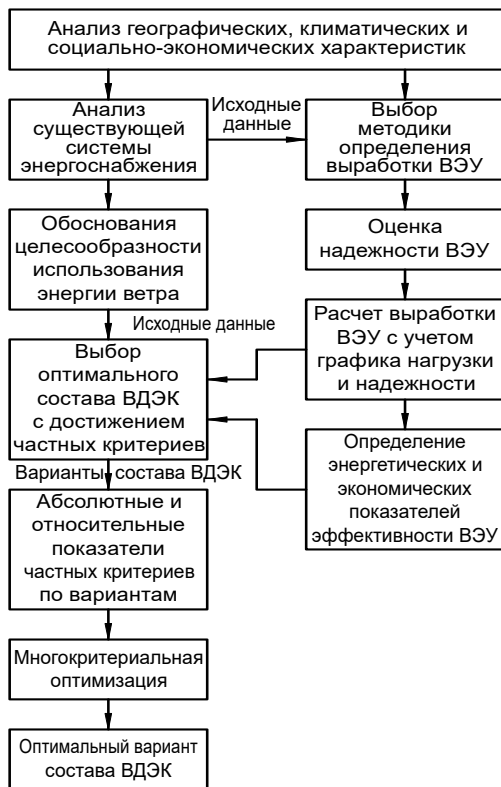 Анализ географических, климатических и
социально-экономических характеристик
Анализ
существующей
системы
энергоснабжения
Исходные
данные
Выбор
методики
определения
выработки ВЭУ
Обоснования
целесообразности
использования
энергии ветра
Оценка
надежности ВЭУ
Исходные данные
Расчет выработки
ВЭУ с учетом
графика нагрузки
и надежности
Выбор
оптимального
состава ВДЭК
с достижением
частных критериев
Определение
энергетических и
экономических
показателей
эффективности ВЭУ
Варианты состава ВДЭК
Абсолютные и
относительные
показатели
частных критериев
по вариантам
Многокритериальная
оптимизация
Оптимальный вариант
состава ВДЭК